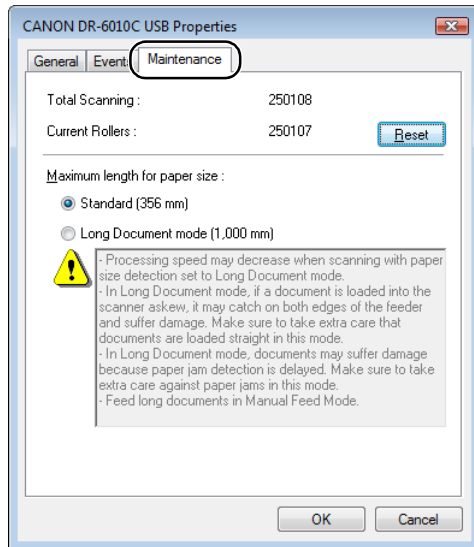 CANON DR-6010C USB Properties
General Events Maintenance
Total Scanning : 250108
Current Rollers : 250107 Reset
Maximum length for paper size :
Standard (356 mm)
Long Document mode (1,000 mm)
- Processing speed may decrease when scanning with paper
size detection set to Long Document mode.
- In Long Document mode, if a document is loaded into the
scanner askew, it may catch on both edges of the feeder
and suffer damage. Make sure to take extra care that
documents are loaded straight in this mode.
- In Long Document mode, documents may suffer damage
because paper jam detection is delayed. Make sure to take
extra care against paper jams in this mode.
- Feed long documents in Manual Feed Mode.
OK Cancel